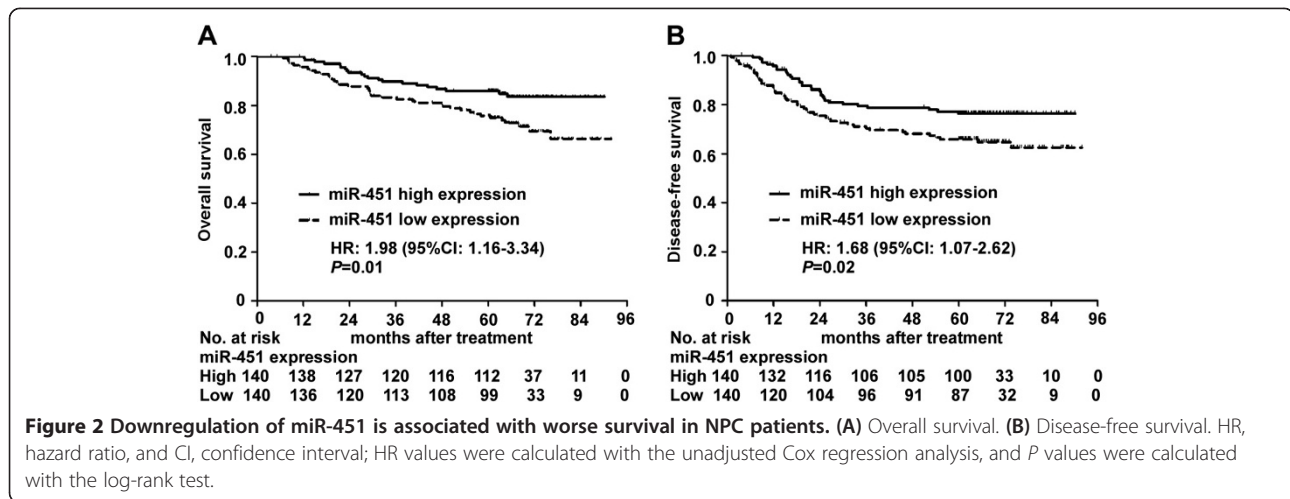 A
Overall survival
1.0
0.8
0.6
0.4
0.2
0
miR-451 high expression
miR-451 low expression
HR: 1.98 (95%CI: 1.16-3.34)
P=0.01
0 12 24 36 48 60 72 84 96
No. at risk months after treatment
miR-451 expression
High 140 138 127 120 116 112 37 11 0
Low 140 136 120 113 108 99 33 9 0
B
Disease-free survival
1.0
0.8
0.6
0.4
0.2
0
miR-451 high expression
miR-451 low expression
HR: 1.68 (95%CI: 1.07-2.62)
P=0.02
0 12 24 36 48 60 72 84 96
No. at risk months after treatment
miR-451 expression
High 140 132 116 106 105 100 33 10 0
Low 140 120 104 96 91 87 32 9 0
Figure 2 Downregulation of miR-451 is associated with worse survival in NPC patients. (A) Overall survival. (B) Disease-free survival. HR,
hazard ratio, and CI, confidence interval; HR values were calculated with the unadjusted Cox regression analysis, and P values were calculated
with the log-rank test.